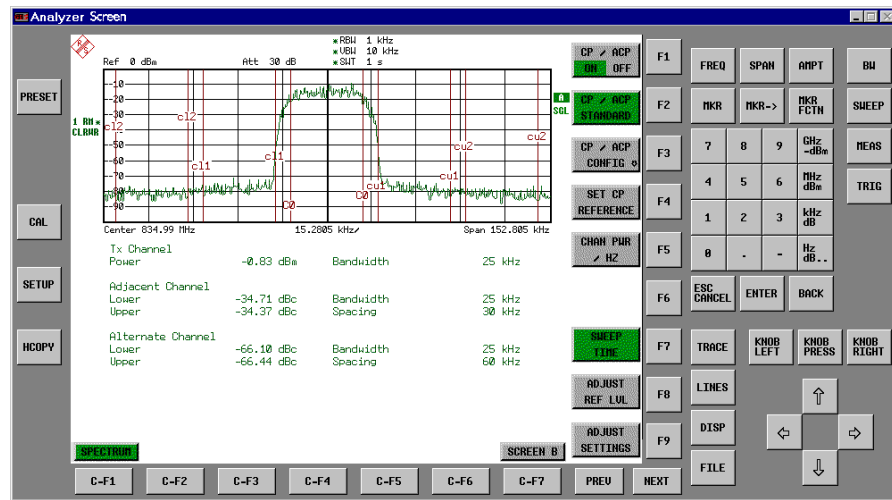 Analyzer Screen
PRESET
CAL
SETUP
HCOPY
* RBW 1 kHz
* VBW 10 kHz
Ref 0 dBm Att 30 dB * SWT 1 s
-10
-20
-30
-50
-60
-70
-80
-90
1 RM *
CLRWR
A
SGL
cl2
cl2
cl1
cl1
C0
C0
cu1
cu1
cu2
cu2
Center 834.99 MHz 15.2805 kHz/ Span 152.805 kHz
Tx Channel
Power -0.83 dBm Bandwidth 25 kHz
Adjacent Channel
Lower -34.71 dBc Bandwidth 25 kHz
Upper -34.37 dBc Spacing 30 kHz
Alternate Channel
Lower -66.10 dBc Bandwidth 25 kHz
Upper -66.44 dBc Spacing 60 kHz
SPECTRUM
SCREEN B
CP / ACP
ON OFF
CP / ACP
STANDARD
CP / ACP
CONFIG
SET CP
REFERENCE
CHAN PWR
/ HZ
SWEEP
TIME
ADJUST
REF LVL
ADJUST
SETTINGS
F1
F2
F3
F4
F5
F6
F7
F8
F9
C-F1 C-F2 C-F3 C-F4 C-F5 C-F6 C-F7 PREV NEXT
FREQ SPAN AMPT BW
MKR MKR-> MKR
FCTN SWEEP
7 8 9 GHz
-dBm MEAS
4 5 6 MHz
dBm TRIG
1 2 3 kHz
dB
0 . - Hz
dB..
ESC
CANCEL ENTER BACK
TRACE KNOB
LEFT KNOB
PRESS KNOB
RIGHT
LINES
DISP
FILE